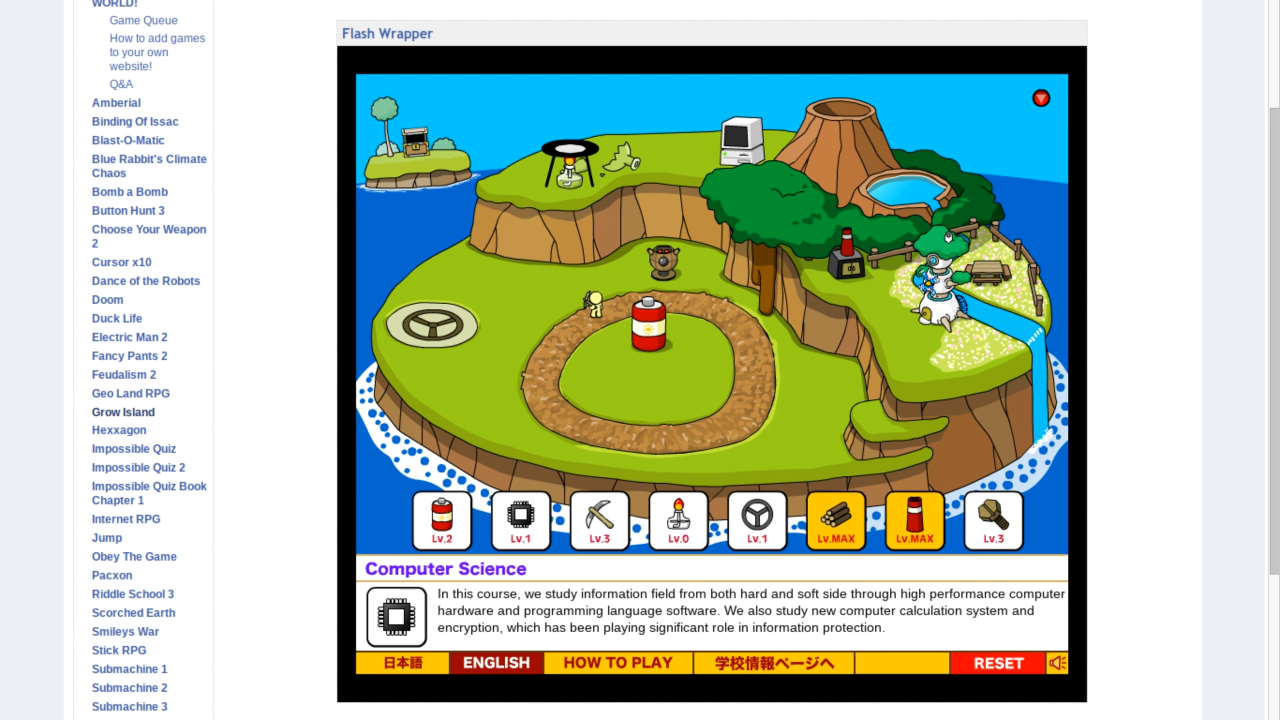 WORLD!
Game Queue
How to add games
to your own
website!
Q&A
Amberial
Binding Of Issac
Blast-O-Matic
Blue Rabbit's Climate
Chaos
Bomb a Bomb
Button Hunt 3
Choose Your Weapon
2
Cursor x10
Dance of the Robots
Doom
Duck Life
Electric Man 2
Fancy Pants 2
Feudalism 2
Geo Land RPG
Grow Island
Hexxagon
Impossible Quiz
Impossible Quiz 2
Impossible Quiz Book
Chapter 1
Internet RPG
Jump
Obey The Game
Pacxon
Riddle School 3
Scorched Earth
Smileys War
Stick RPG
Submachine 1
Submachine 2
Submachine 3
Flash Wrapper
Lv.2
Lv.1
Lv.3
Lv.0
Lv.1
Lv.MAX
Lv.MAX
Lv.3
Computer Science
In this course, we study information field from both hard and soft side through high performance computer
hardware and programming language software. We also study new computer calculation system and
encryption, which has been playing significant role in information protection.
日本語
ENGLISH
HOW TO PLAY
学校情報ページへ
RESET